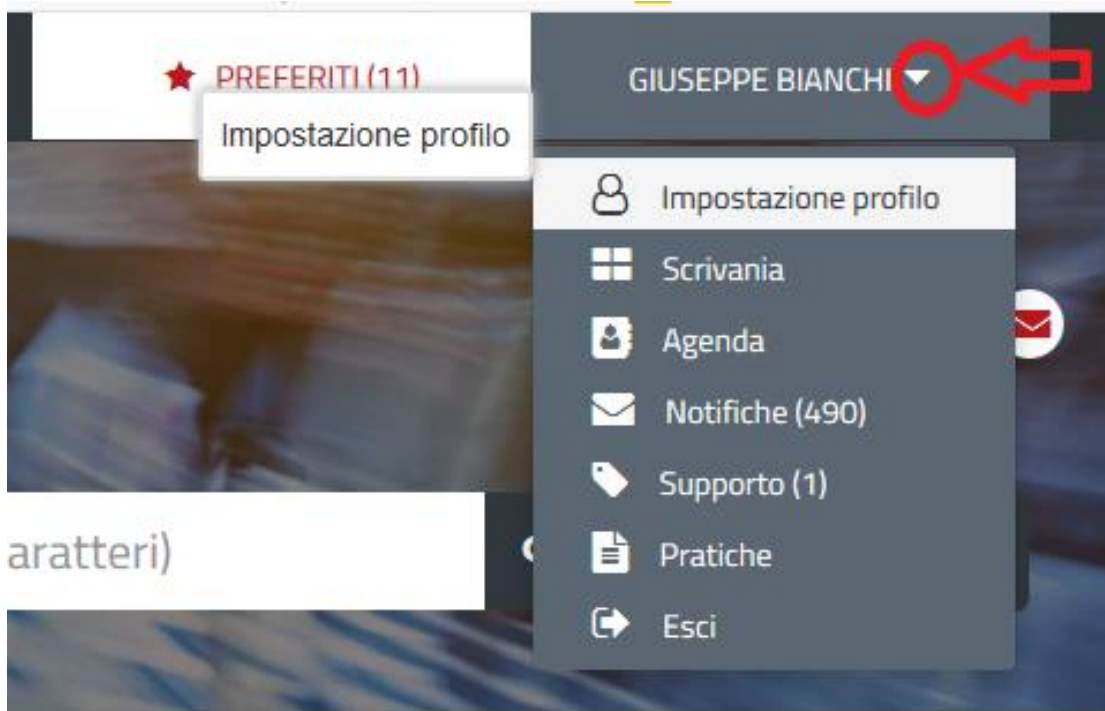 PREFERITI (11)
GIUSEPPE BIANCHI
Impostazione profilo
Impostazione profilo
Scrivania
Agenda
Notifiche (490)
Supporto (1)
aratteri)
Pratiche
Esci